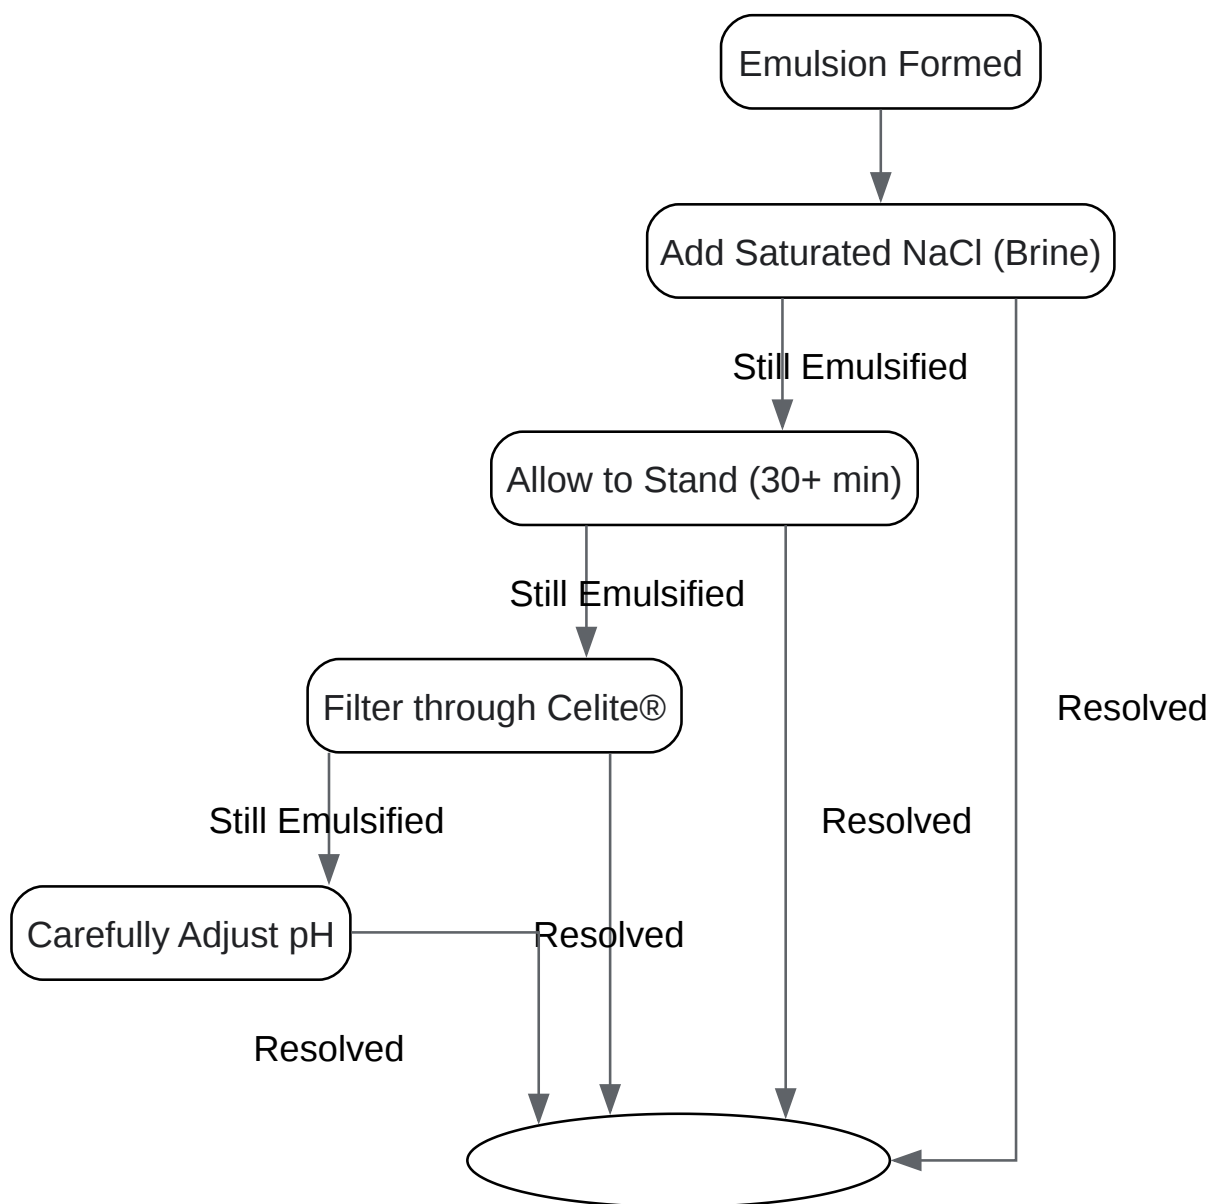 Emulsion Formed
Add Saturated NaCl (Brine)
Still Emulsified
Allow to Stand (30+ min)
Still Emulsified
Filter through Celite®
Resolved
Still Emulsified
Resolved
Carefully Adjust pH
Resolved
Resolved